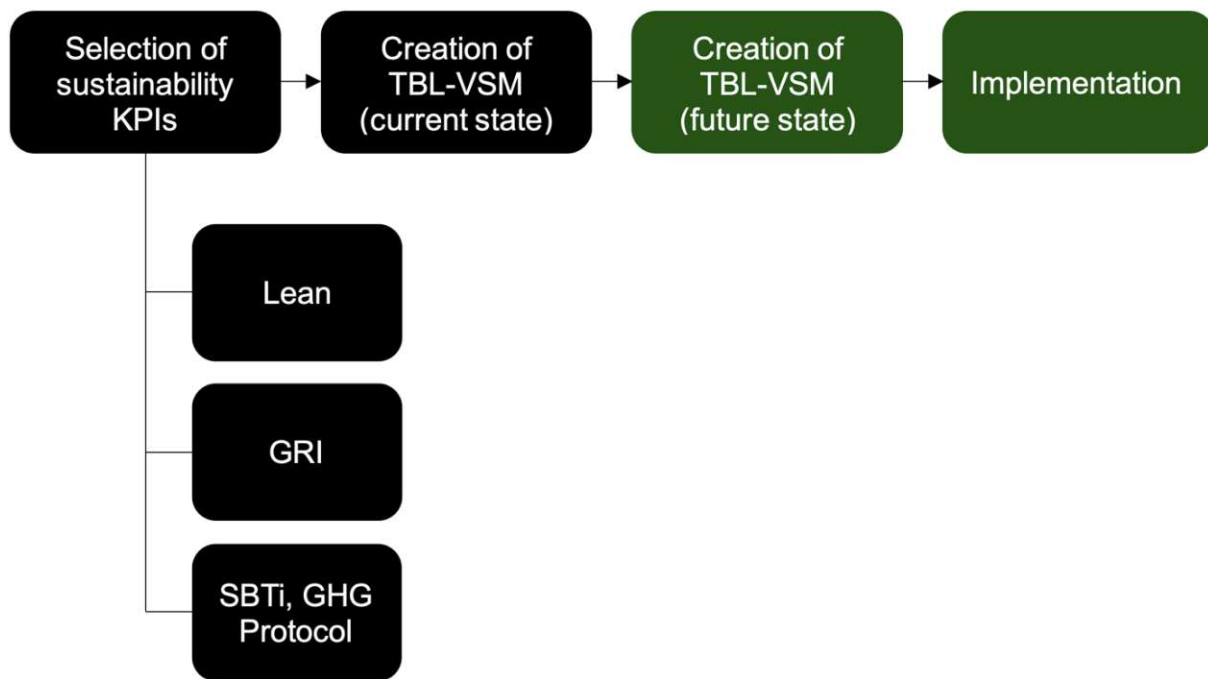 Selection of
sustainability
KPIs
Creation of
TBL-VSM
(current state)
Creation of
TBL-VSM
(future state)
Implementation
Lean
GRI
SBTi, GHG
Protocol